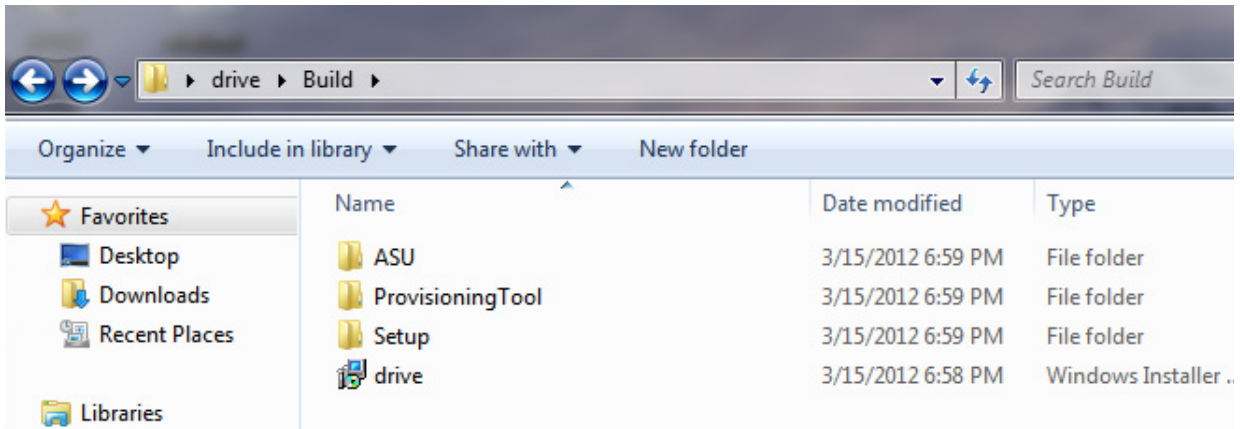 drive Build Search Build
Organize Include in library Share with New folder
Favorites
Desktop
Downloads
Recent Places
Libraries
Name Date modified Type
ASU 3/15/2012 6:59 PM File folder
ProvisioningTool 3/15/2012 6:59 PM File folder
Setup 3/15/2012 6:59 PM File folder
drive 3/15/2012 6:58 PM Windows Installer ..